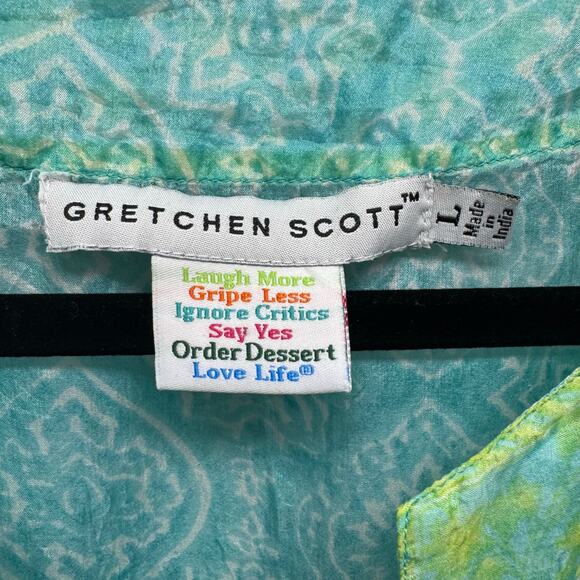 GRETCHEN SCOTT™
L
Made
in
India
Laugh More
Gripe Less
Ignore Critics
Say Yes
Order Dessert
Love Life®